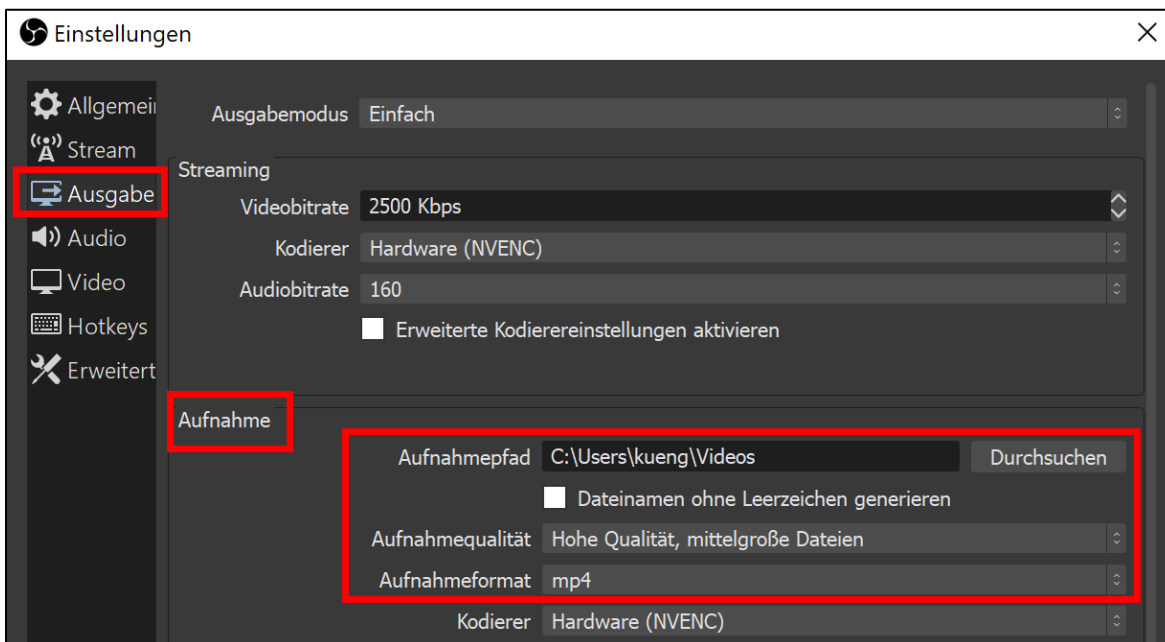 Einstellungen
Allgemei
Stream
Ausgabe
Audio
Video
Hotkeys
Erweitert
Ausgabemodus Einfach
Streaming
Videobitrate 2500 Kbps
Kodierer Hardware (NVENC)
Audiobitrate 160
Erweiterte Kodierereinstellungen aktivieren
Aufnahme
Aufnahmepfad C:\Users\kueng\Videos Durchsuchen
Dateinamen ohne Leerzeichen generieren
Aufnahmequalität Hohe Qualität, mittelgroße Dateien
Aufnahmeformat mp4
Kodierer Hardware (NVENC)